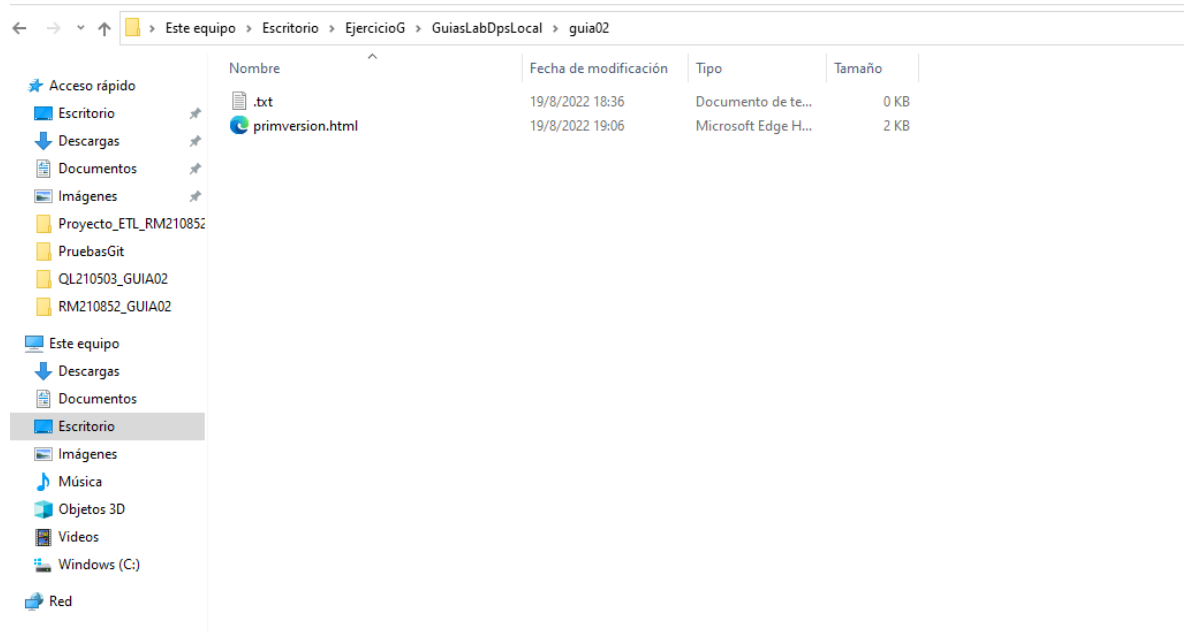 Este equipo > Escritorio > EjercicioG > GuiasLabDpsLocal > guia02
Nombre Fecha de modificación Tipo Tamaño
.txt 19/8/2022 18:36 Documento de te... 0 KB
primversion.html 19/8/2022 19:06 Microsoft Edge H... 2 KB
Acceso rápido
Escritorio
Descargas
Documentos
Imágenes
Proyecto_ETL_RM210852
PruebasGit
QL210503_GUIA02
RM210852_GUIA02
Este equipo
Descargas
Documentos
Escritorio
Imágenes
Música
Objetos 3D
Videos
Windows (C:)
Red